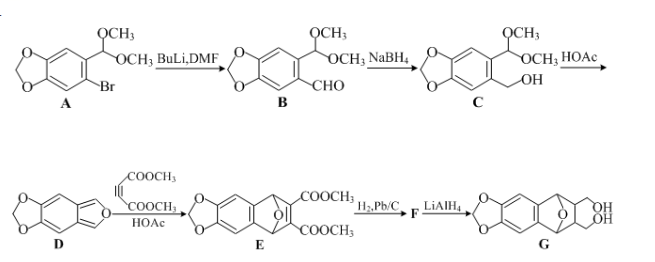 OCH3
OCH3
O
O
Br
A
BuLi,DMF
OCH3
OCH3
O
O
CHO
B
NaBH4
OCH3
OCH3
O
O
OH
C
HOAc
O
O
O
D
COOCH3
COOCH3
HOAc
O
O
O
COOCH3
COOCH3
E
H2,Pb/C
F
LiAlH4
O
O
O
OH
OH
G